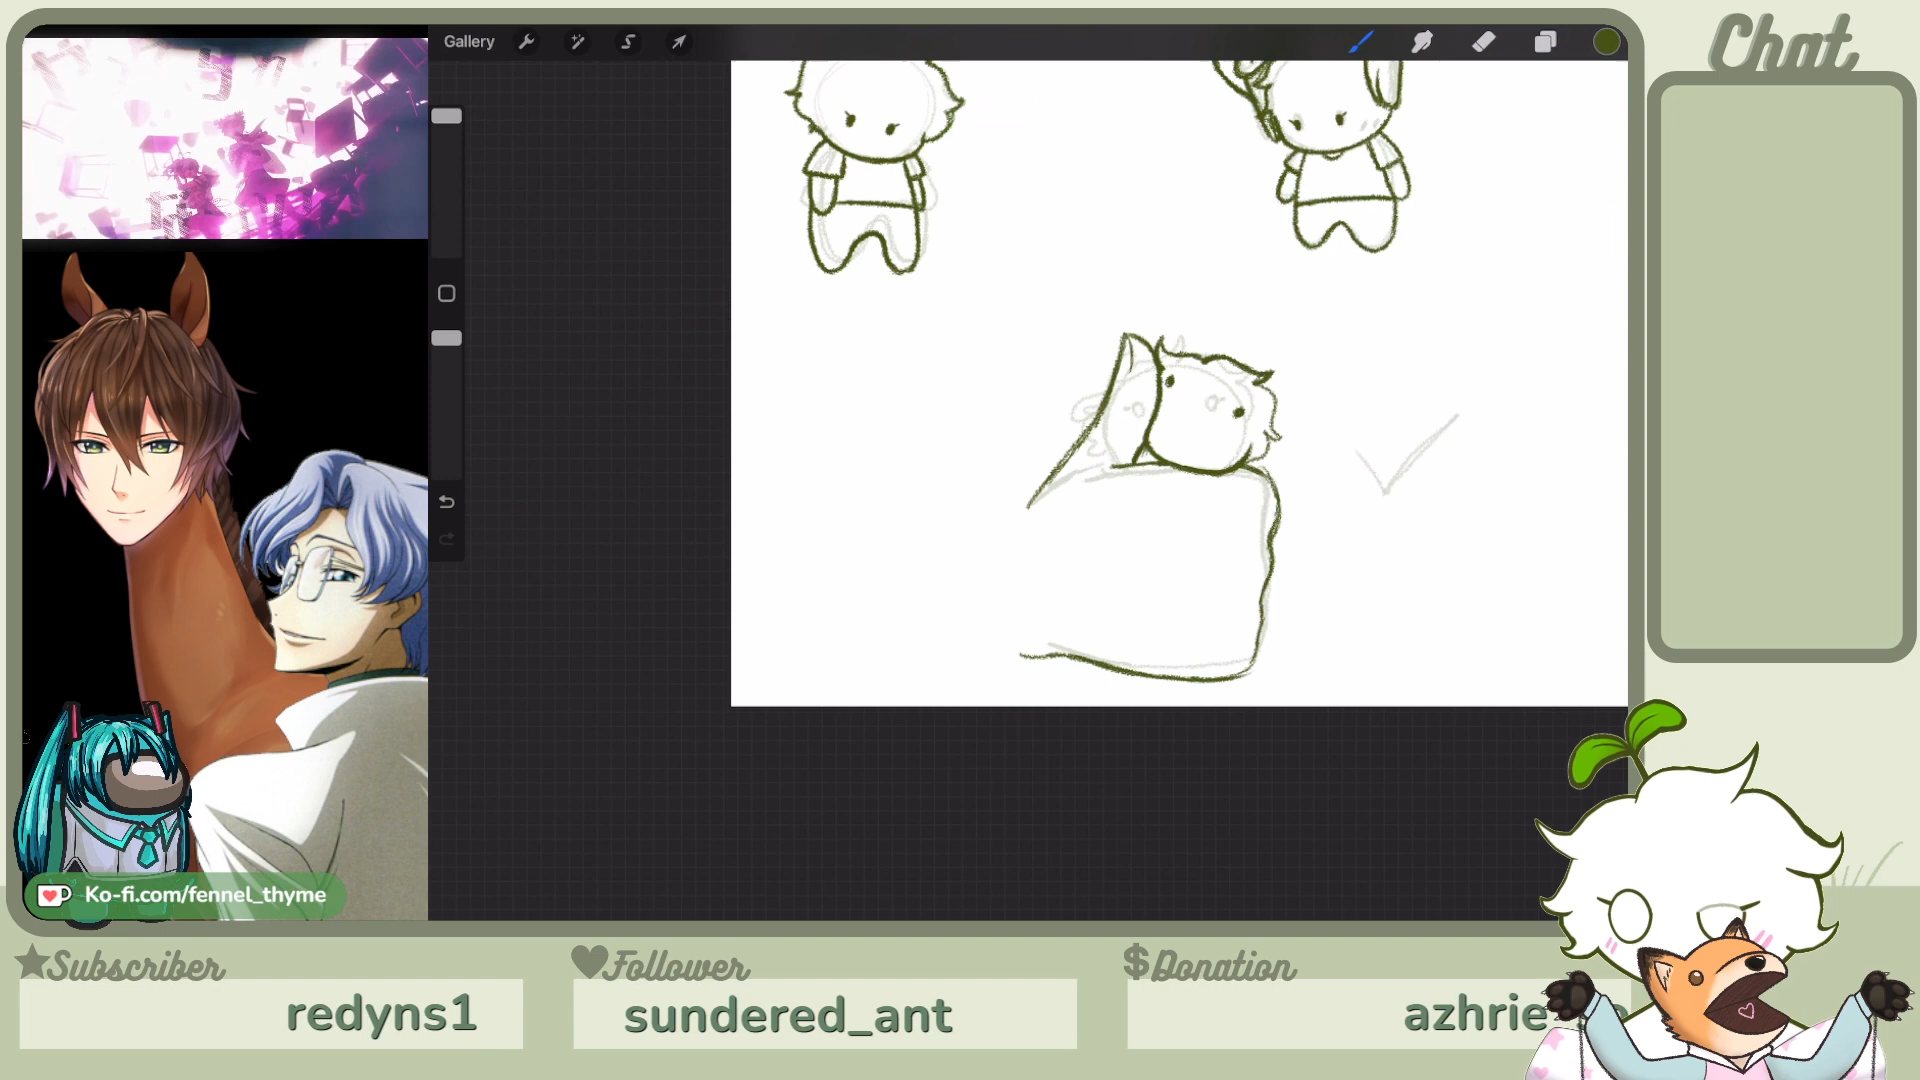 Gallery
Chat
Ko-fi.com/fennel_thyme
Subscriber
redyns1
Follower
sundered_ant
$Donation
azhrie